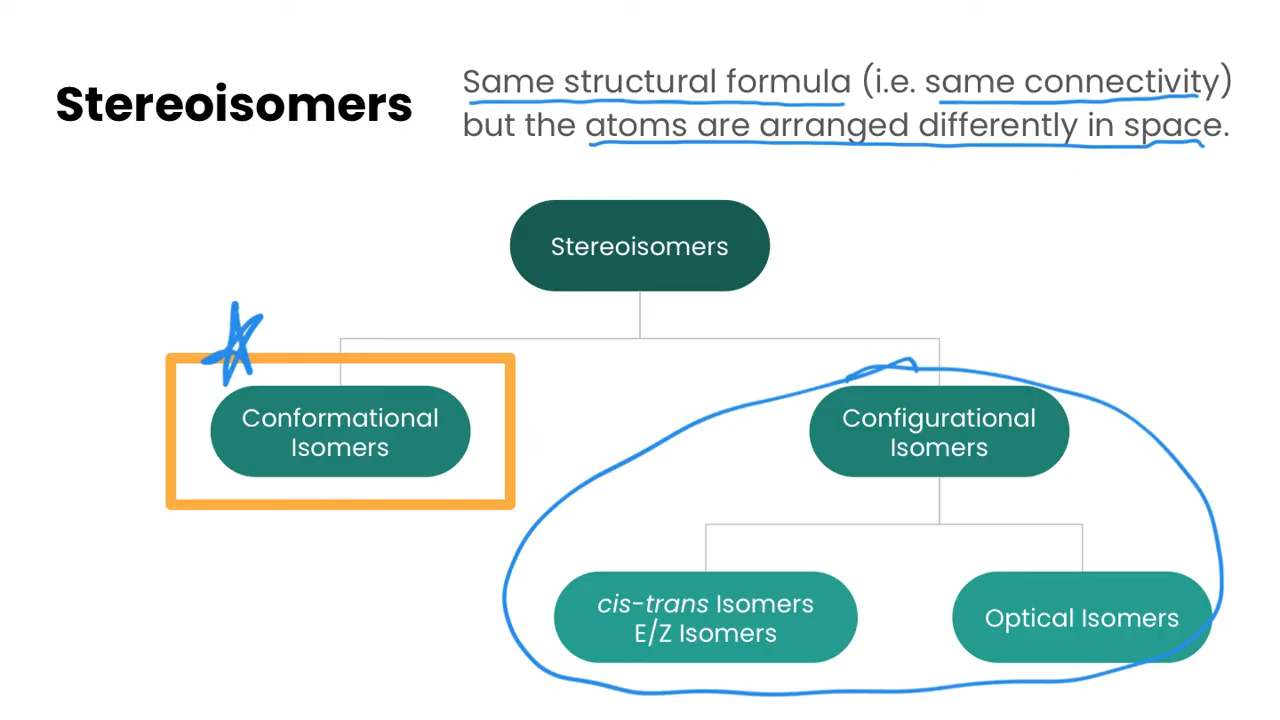 Stereoisomers
Same structural formula (i.e. same connectivity)
but the atoms are arranged differently in space.
Stereoisomers
Conformational
Isomers
Configurational
Isomers
cis-trans Isomers
E/Z Isomers
Optical Isomers